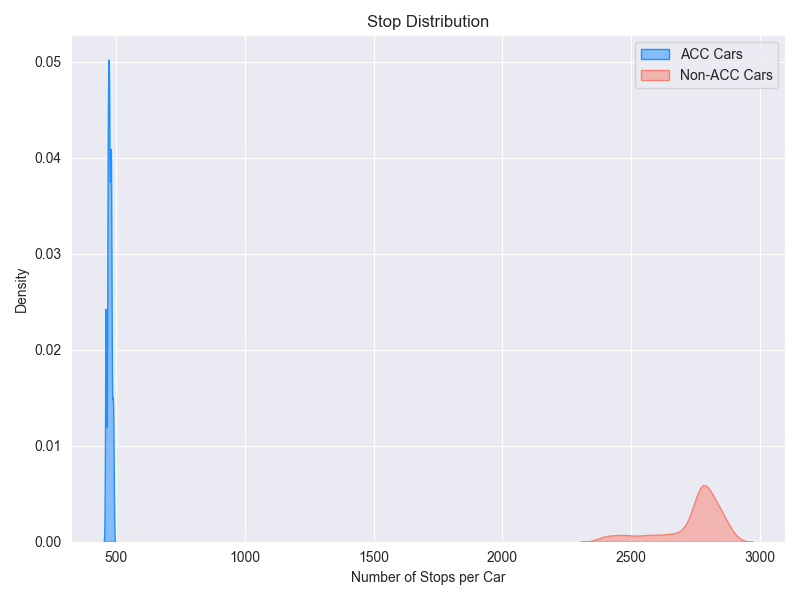 Stop Distribution
ACC Cars
Non-ACC Cars
0.05
0.04
0.03
0.02
0.01
0.00
Density
500 1000 1500 2000 2500 3000
Number of Stops per Car